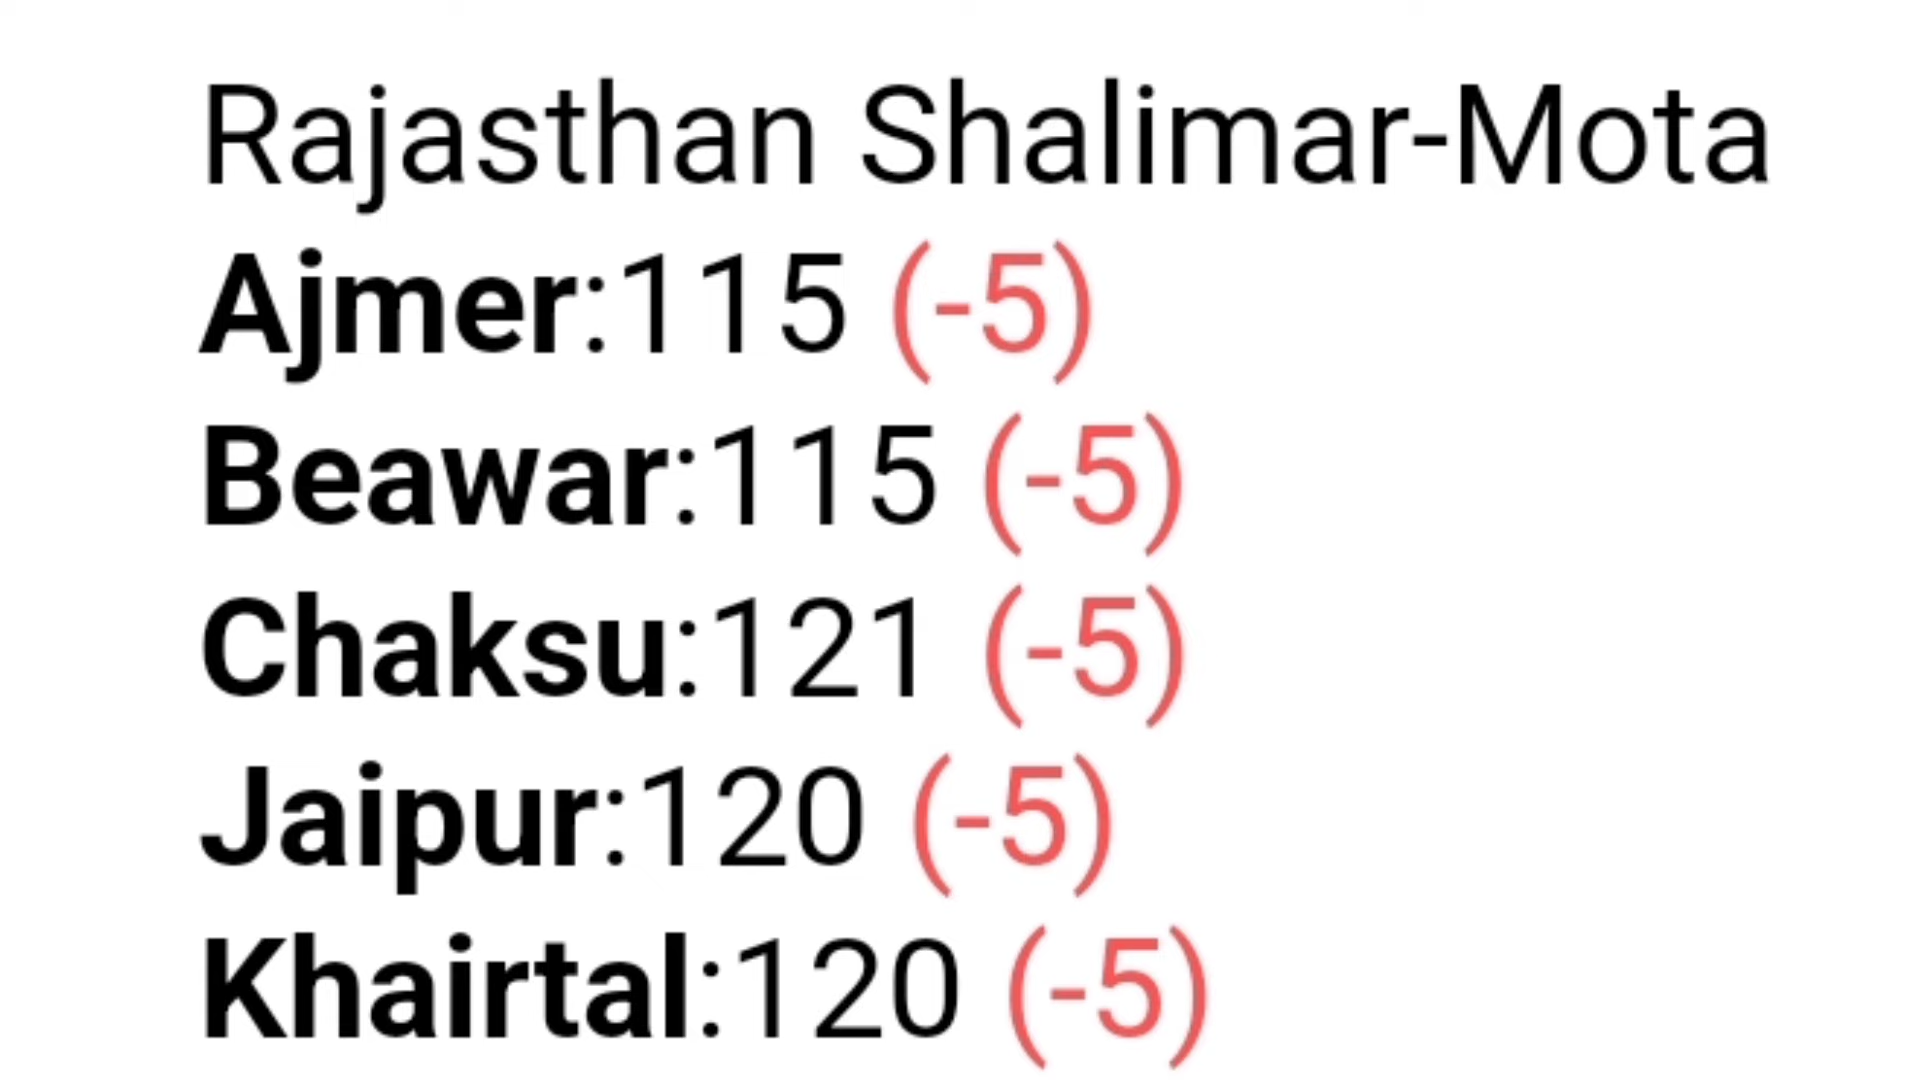 Rajasthan Shalimar-Mota
Ajmer:115 (-5)
Beawar:115 (-5)
Chaksu:121 (-5)
Jaipur:120 (-5)
Khairtal:120 (-5)